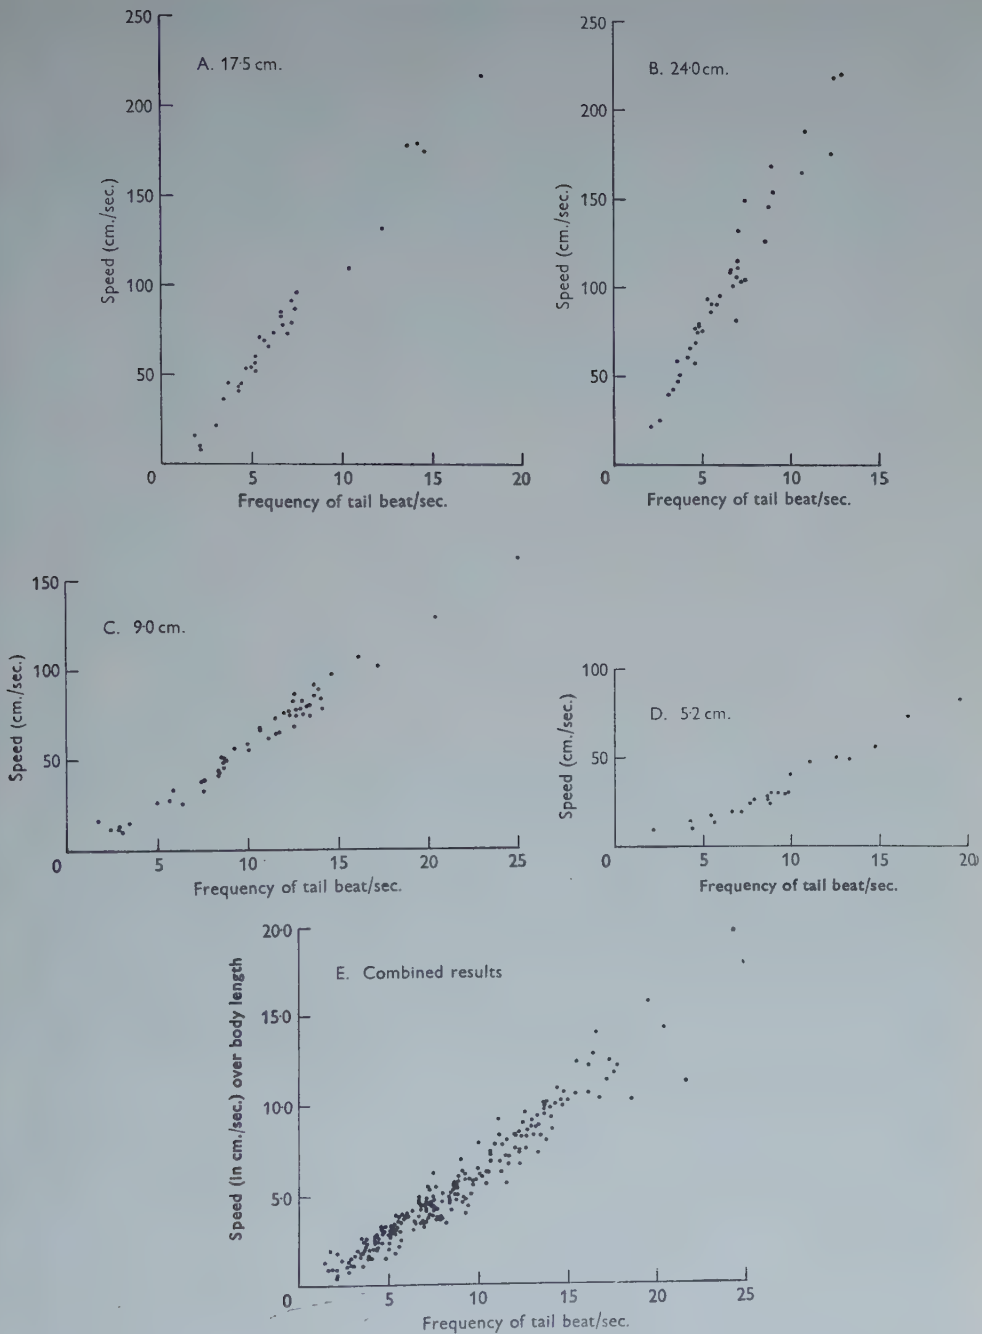 250
200
150
100
50
Speed (cm./sec.)
A. 17·5 cm.
0 5 10 15 20
Frequency of tail beat/sec.
250
200
150
100
50
Speed (cm./sec.)
B. 24·0 cm.
0 5 10 15
Frequency of tail beat/sec.
150
100
50
Speed (cm./sec.)
C. 9·0 cm.
0 5 10 15 20 25
Frequency of tail beat/sec.
100
50
Speed (cm./sec.)
D. 5·2 cm.
0 5 10 15 20
Frequency of tail beat/sec.
20·0
15·0
10·0
5·0
Speed (in cm./sec.) over body length
E. Combined results
0 5 10 15 20 25
Frequency of tail beat/sec.